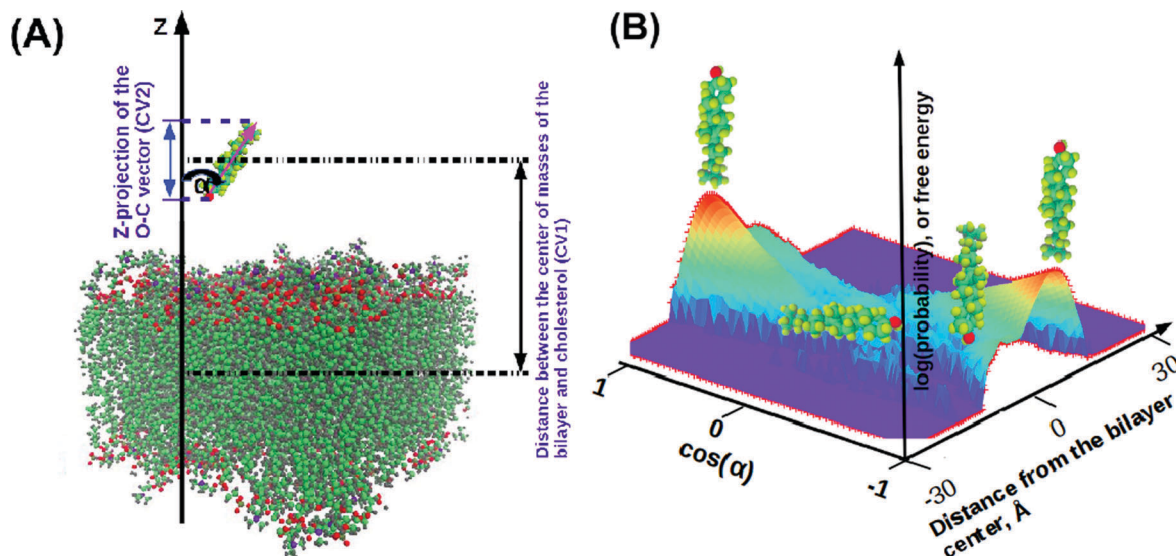 (A)
Z
Z-projection of the
O-C vector (CV2)
α
Distance between the center of masses of the
bilayer and cholesterol (CV1)
(B)
log(probability), or free energy
1
0
-1
cos(α)
-30
0
30
Distance from the bilayer
center, Å